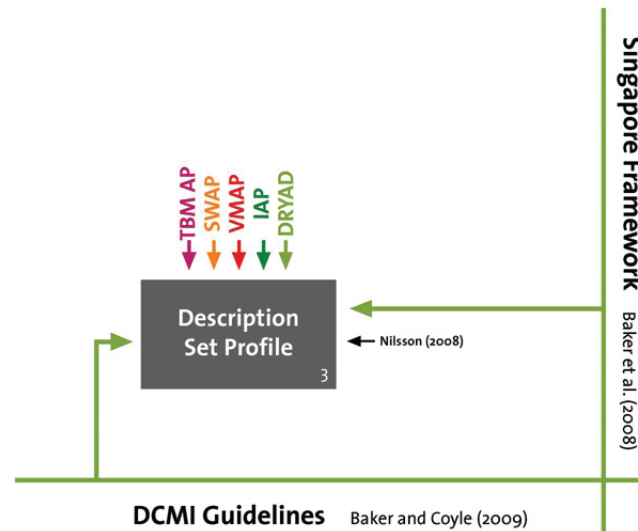 TBM AP
SWAP
VMAP
IAP
DRYAD
Description
Set Profile
3
Nilsson (2008)
Singapore Framework
Baker et al. (2008)
DCMI Guidelines Baker and Coyle (2009)